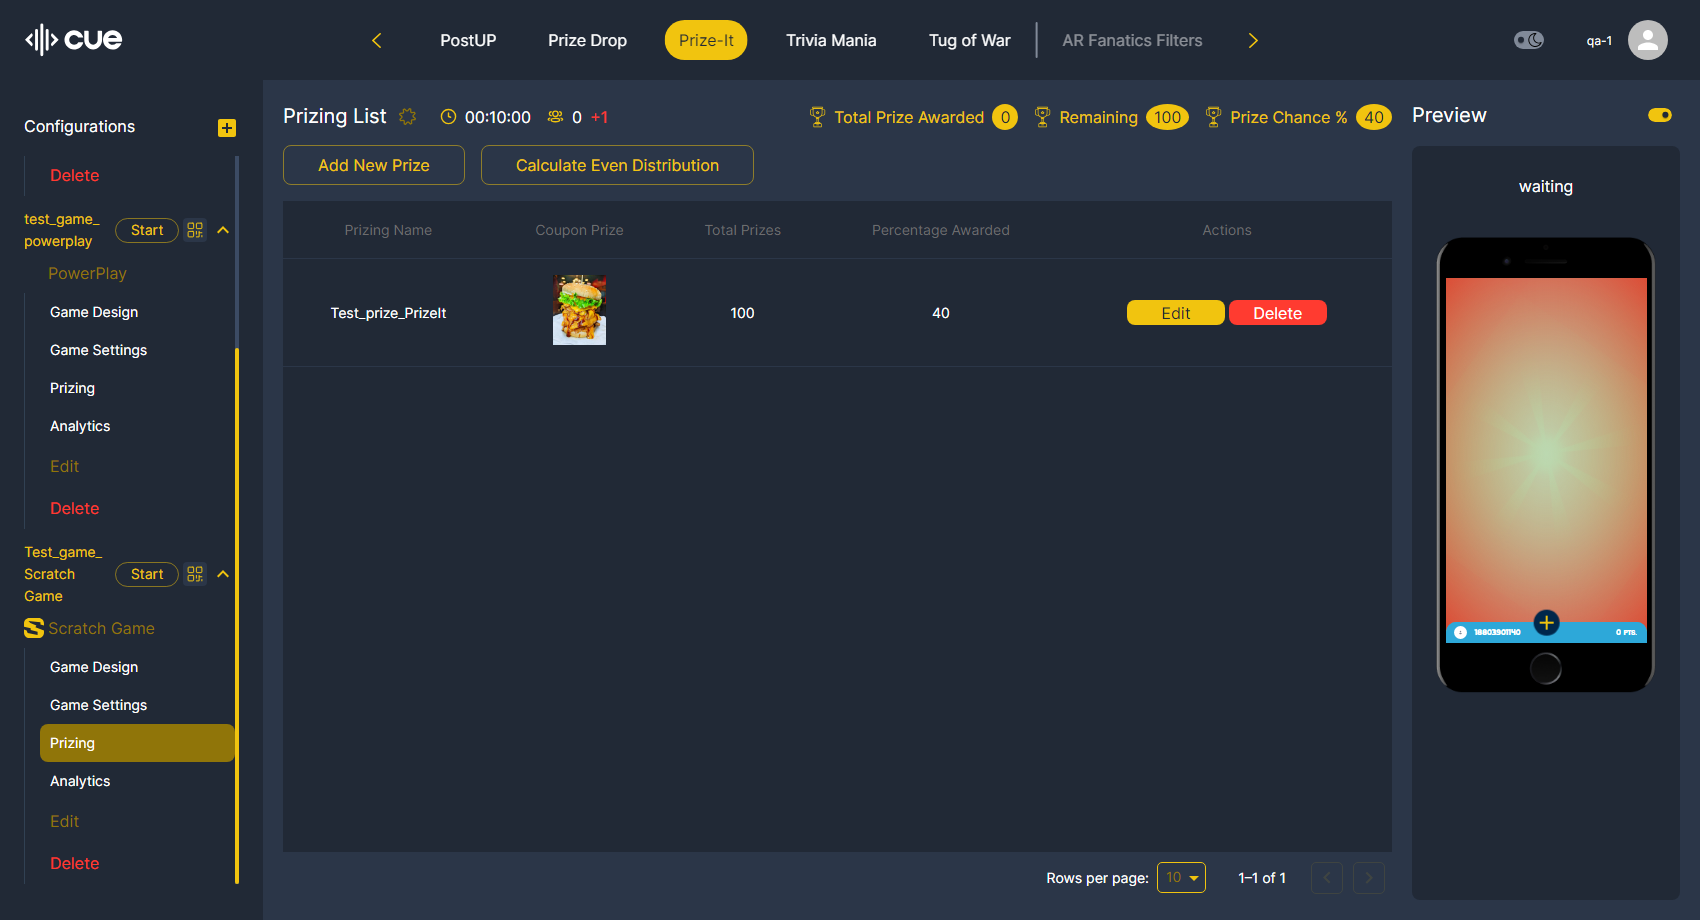 cue
PostUP
Prize Drop
Prize-It
Trivia Mania
Tug of War
AR Fanatics Filters
qa-1
Configurations
Delete
test_game_
powerplay
Start
PowerPlay
Game Design
Game Settings
Prizing
Analytics
Edit
Delete
Test_game_
Scratch
Game
Start
Scratch Game
Game Design
Game Settings
Prizing
Analytics
Edit
Delete
Prizing List
00:10:00
0 +1
Total Prize Awarded 0
Remaining 100
Prize Chance % 40
Add New Prize
Calculate Even Distribution
Prizing Name
Coupon Prize
Total Prizes
Percentage Awarded
Actions
Test_prize_PrizeIt
100
40
Edit
Delete
Rows per page: 10
1–1 of 1
Preview
waiting
0 PTS.